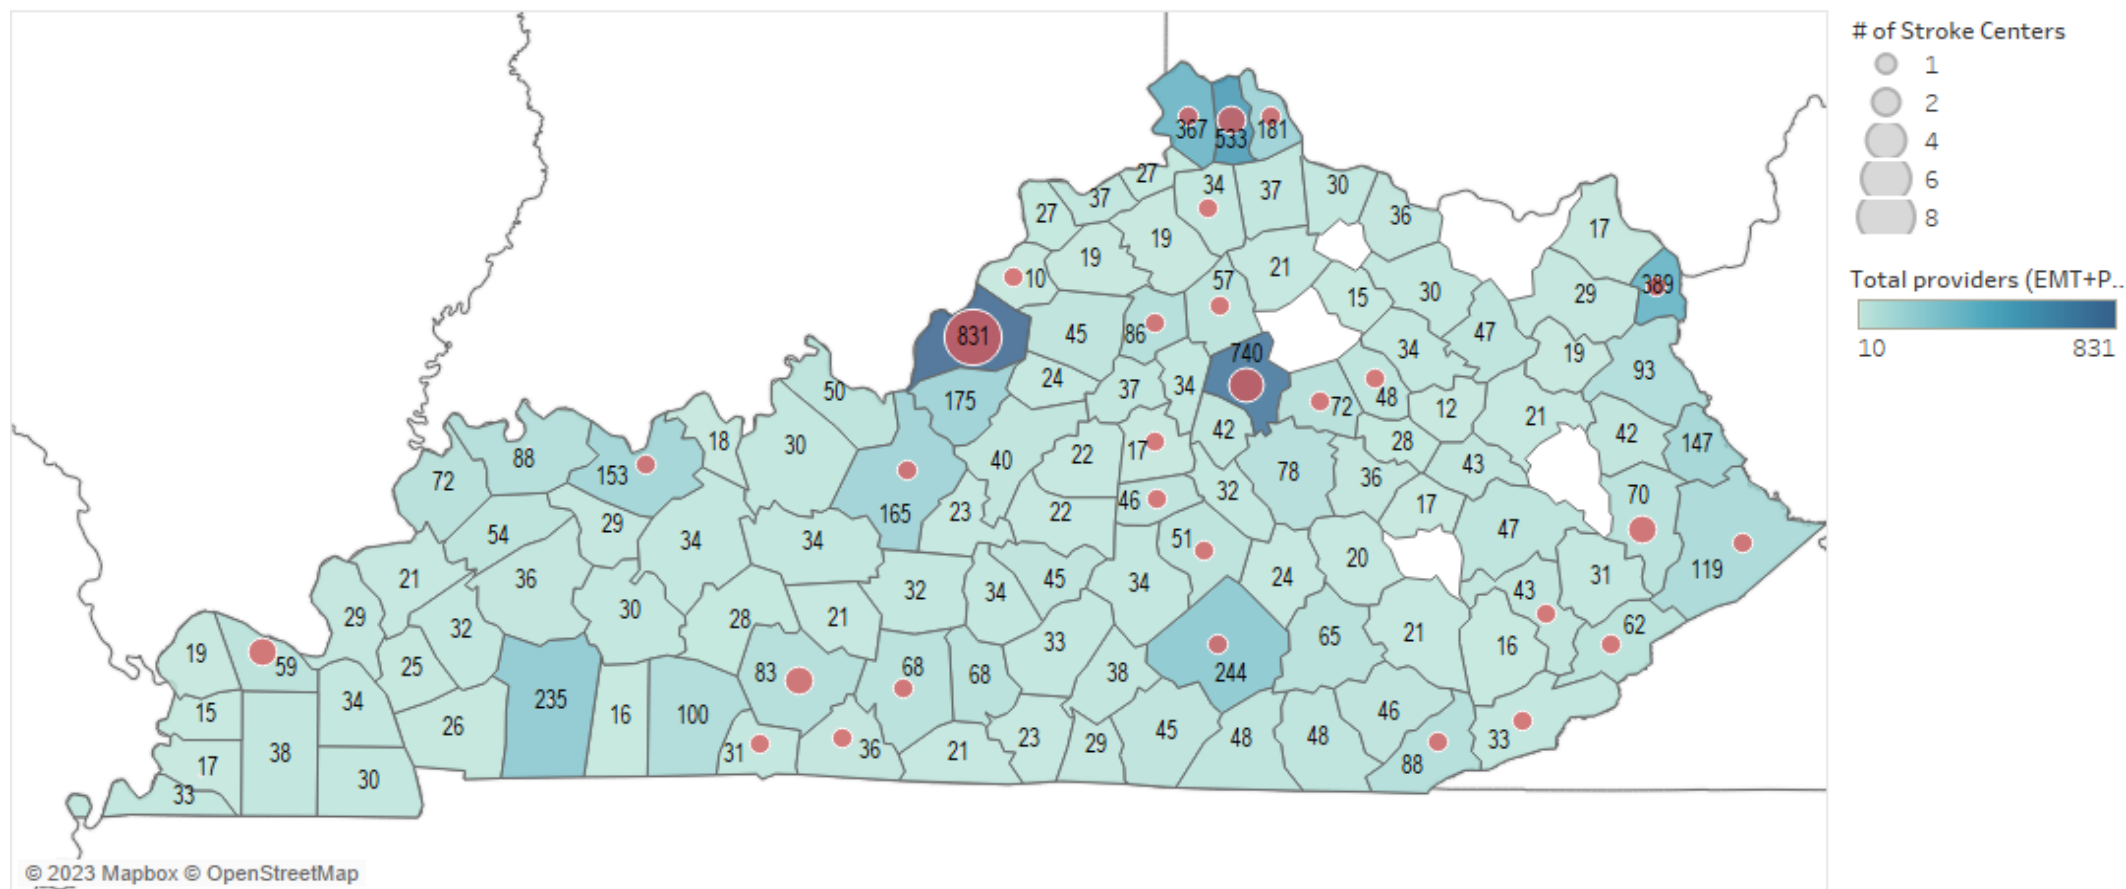 # of Stroke Centers
1
2
4
6
8
Total providers (EMT+P..
10 831
367 533 181
27 34 37 30
27 37 36
19 19 17
10 57 21 389
15 30 29
831 45 86 47
740 34 19
24 37 34 93
175 72 48 12
50
18 30 42 28 21 42 147
88 153 40 22 17 78 36 43
72
165 23 22 46 32 17 70
54 29 34 34 51 47
21 36 32 34 45 34 24 20 31 119
29 32 30 28 21 33 43 62
19 59 25 65 21 16
83 68 68 38 244
15 34 26 235 16 100 46
17 38 31 36 21 23 29 45 48 48 88 33
33 30
© 2023 Mapbox © OpenStreetMap